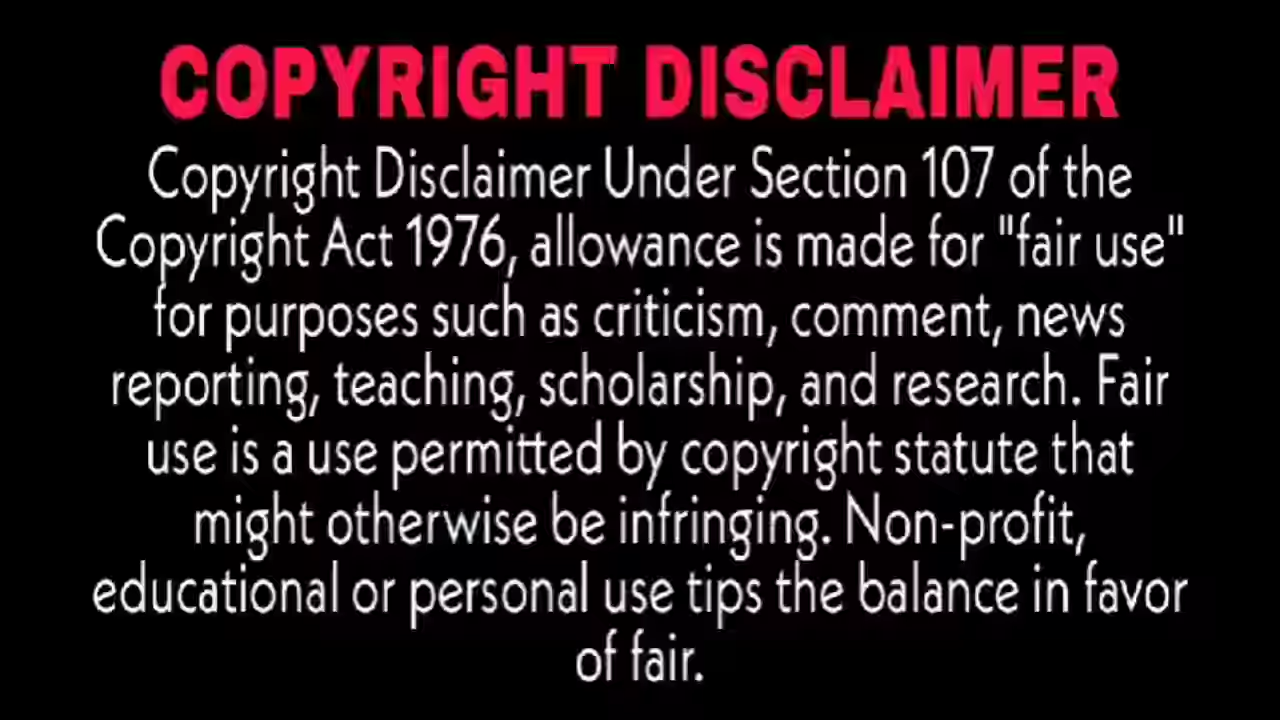 COPYRIGHT DISCLAIMER
Copyright Disclaimer Under Section 107 of the
Copyright Act 1976, allowance is made for "fair use"
for purposes such as criticism, comment, news
reporting, teaching, scholarship, and research. Fair
use is a use permitted by copyright statute that
might otherwise be infringing. Non-profit,
educational or personal use tips the balance in favor
of fair.